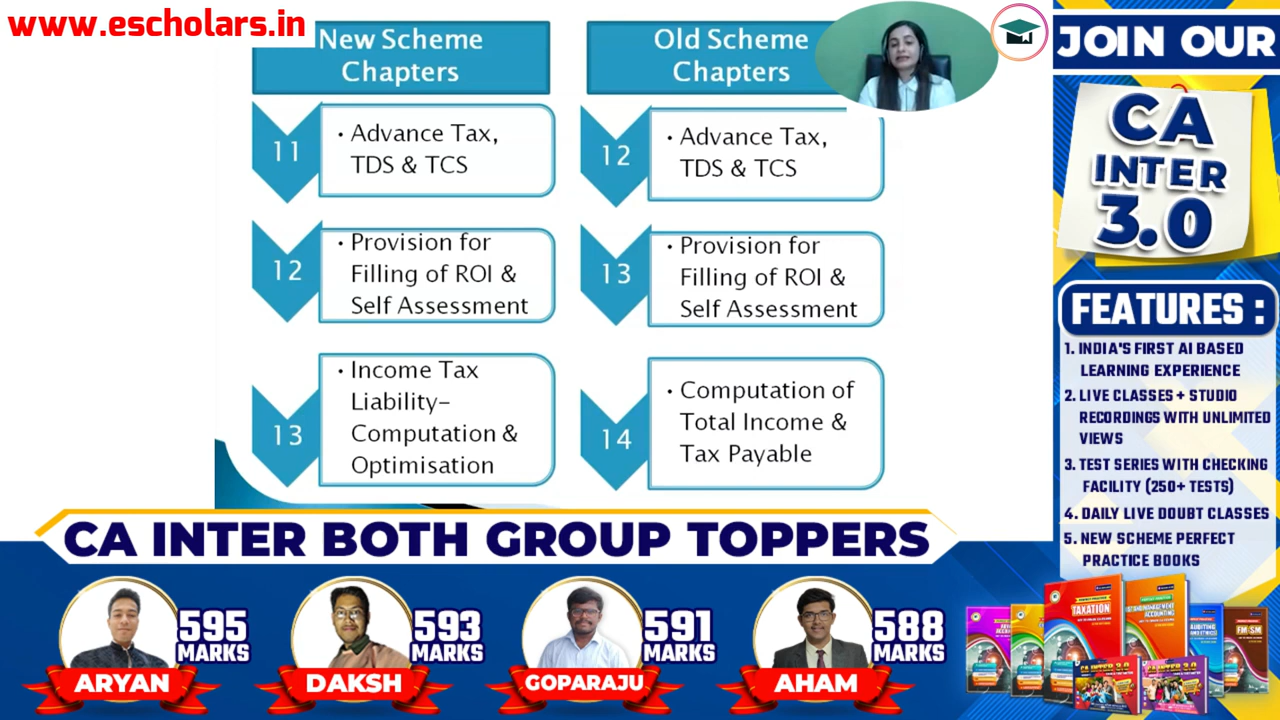 www.escholars.in
New Scheme
Chapters
11
• Advance Tax,
TDS & TCS
12
• Provision for
Filling of ROI &
Self Assessment
13
• Income Tax
Liability–
Computation &
Optimisation
Old Scheme
Chapters
12
• Advance Tax,
TDS & TCS
13
• Provision for
Filling of ROI &
Self Assessment
14
• Computation of
Total Income &
Tax Payable
JOIN OUR
CA
INTER
3.0
FEATURES :
1. INDIA'S FIRST AI BASED
LEARNING EXPERIENCE
2. LIVE CLASSES + STUDIO
RECORDINGS WITH UNLIMITED
VIEWS
3. TEST SERIES WITH CHECKING
FACILITY (250+ TESTS)
4. DAILY LIVE DOUBT CLASSES
5. NEW SCHEME PERFECT
PRACTICE BOOKS
CA INTER BOTH GROUP TOPPERS
595
MARKS
ARYAN
593
MARKS
DAKSH
591
MARKS
GOPARAJU
588
MARKS
AHAM
TAXATION
ACCOUNTING
FM SM
CA INTER 3.0
CA INTER 3.0